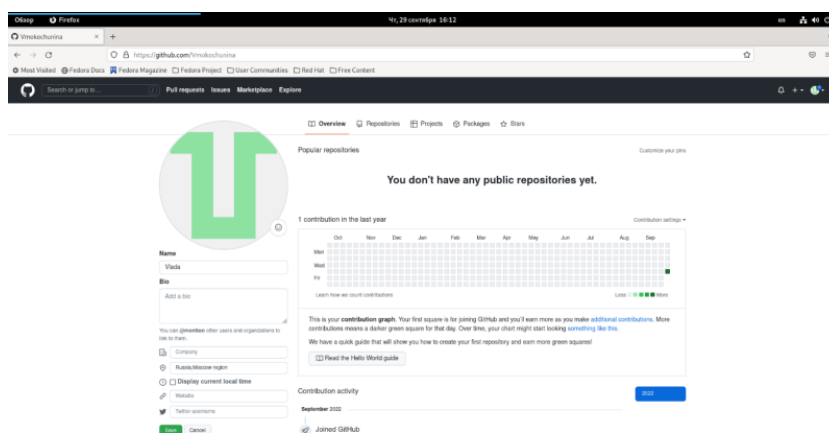 Обзор Firefox Чт, 29 сентября 16:12 en
Vmokochunina × +
https://github.com/Vmokochunina
Most Visited Fedora Docs Fedora Magazine Fedora Project User Communities Red Hat Free Content
Search or jump to... / Pull requests Issues Marketplace Explore
Overview Repositories Projects Packages Stars
Popular repositories Customize your pins
You don't have any public repositories yet.
1 contribution in the last year Contribution settings
Oct Nov Dec Jan Feb Mar Apr May Jun Jul Aug Sep
Mon
Wed
Fri
Learn how we count contributions Less More
This is your contribution graph. Your first square is for joining GitHub and you'll earn more as you make additional contributions. More
contributions means a darker green square for that day. Over time, your chart might start looking something like this.
We have a quick guide that will show you how to create your first repository and earn more green squares!
Read the Hello World guide
Contribution activity 2022
September 2022
Joined GitHub
Name
Vlada
Bio
Add a bio
You can @mention other users and organizations to
link to them.
Company
Russia,Moscow region
Display current local time
Website
Twitter username
Save Cancel